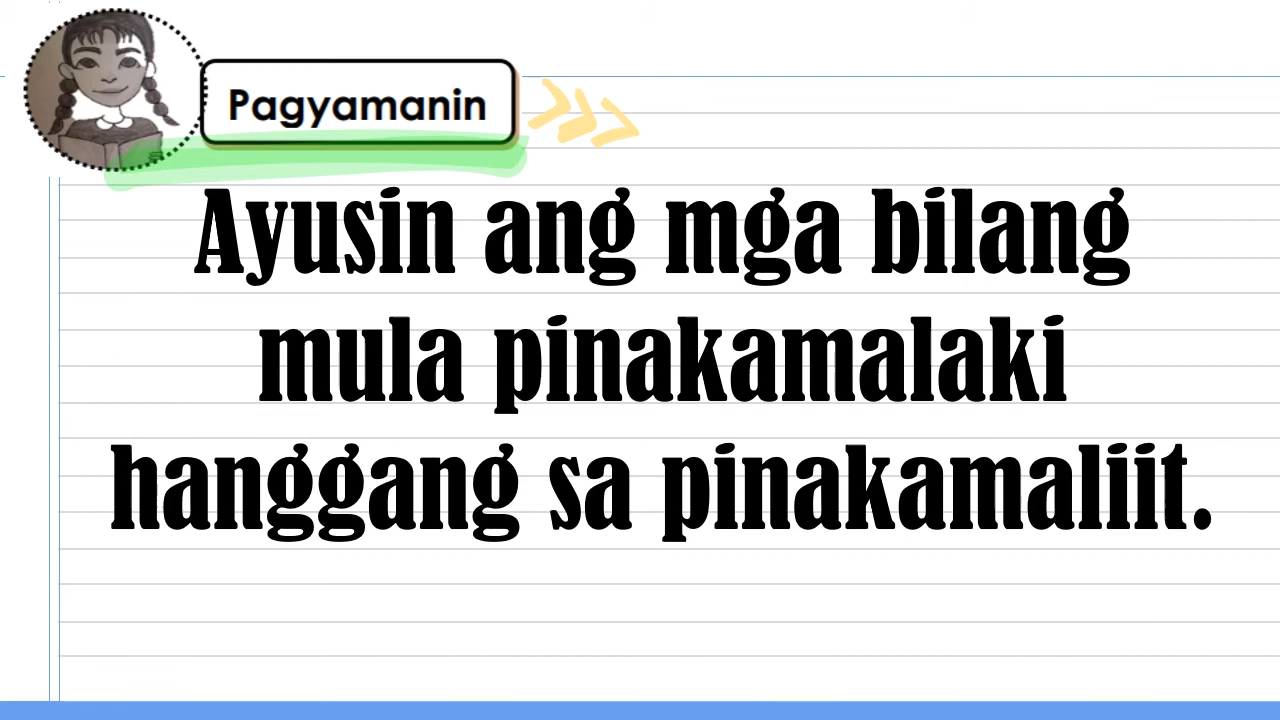 Pagyamanin
Ayusin ang mga bilang
mula pinakamalaki
hanggang sa pinakamaliit.